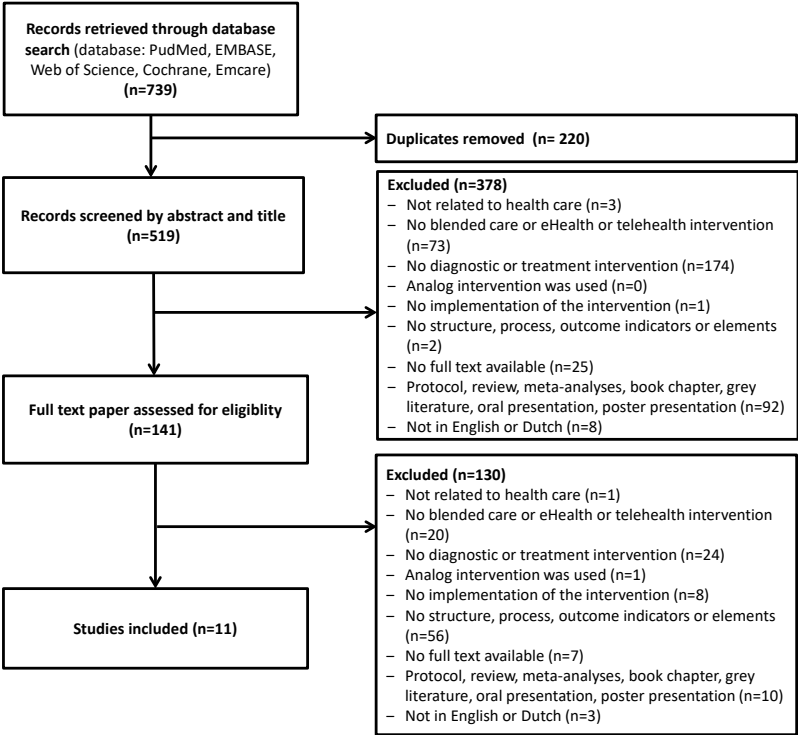 Records retrieved through database
search (database: PudMed, EMBASE,
Web of Science, Cochrane, Emcare)
(n=739)
Duplicates removed (n= 220)
Records screened by abstract and title
(n=519)
Excluded (n=378)
– Not related to health care (n=3)
– No blended care or eHealth or telehealth intervention
(n=73)
– No diagnostic or treatment intervention (n=174)
– Analog intervention was used (n=0)
– No implementation of the intervention (n=1)
– No structure, process, outcome indicators or elements
(n=2)
– No full text available (n=25)
– Protocol, review, meta-analyses, book chapter, grey
literature, oral presentation, poster presentation (n=92)
– Not in English or Dutch (n=8)
Full text paper assessed for eligiblity
(n=141)
Excluded (n=130)
– Not related to health care (n=1)
– No blended care or eHealth or telehealth intervention
(n=20)
– No diagnostic or treatment intervention (n=24)
– Analog intervention was used (n=1)
– No implementation of the intervention (n=8)
– No structure, process, outcome indicators or elements
(n=56)
– No full text available (n=7)
– Protocol, review, meta-analyses, book chapter, grey
literature, oral presentation, poster presentation (n=10)
– Not in English or Dutch (n=3)
Studies included (n=11)